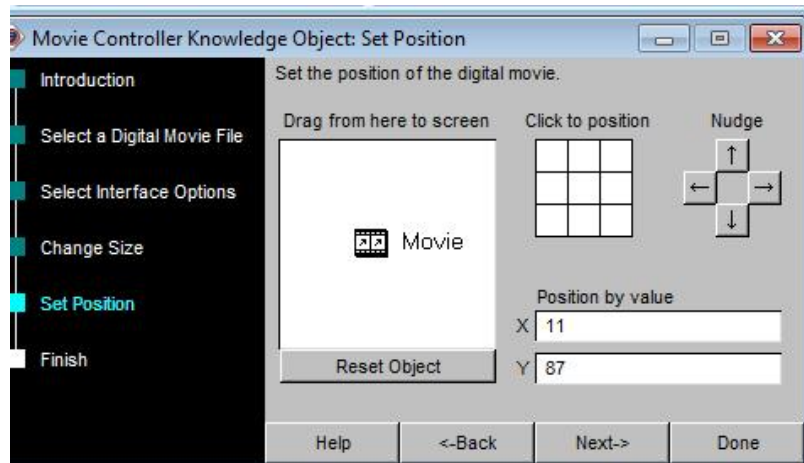 Movie Controller Knowledge Object: Set Position
Introduction
Select a Digital Movie File
Select Interface Options
Change Size
Set Position
Finish
Set the position of the digital movie.
Drag from here to screen
Movie
Reset Object
Click to position
Nudge
↑
← →
↓
Position by value
X 11
Y 87
Help <-Back Next-> Done